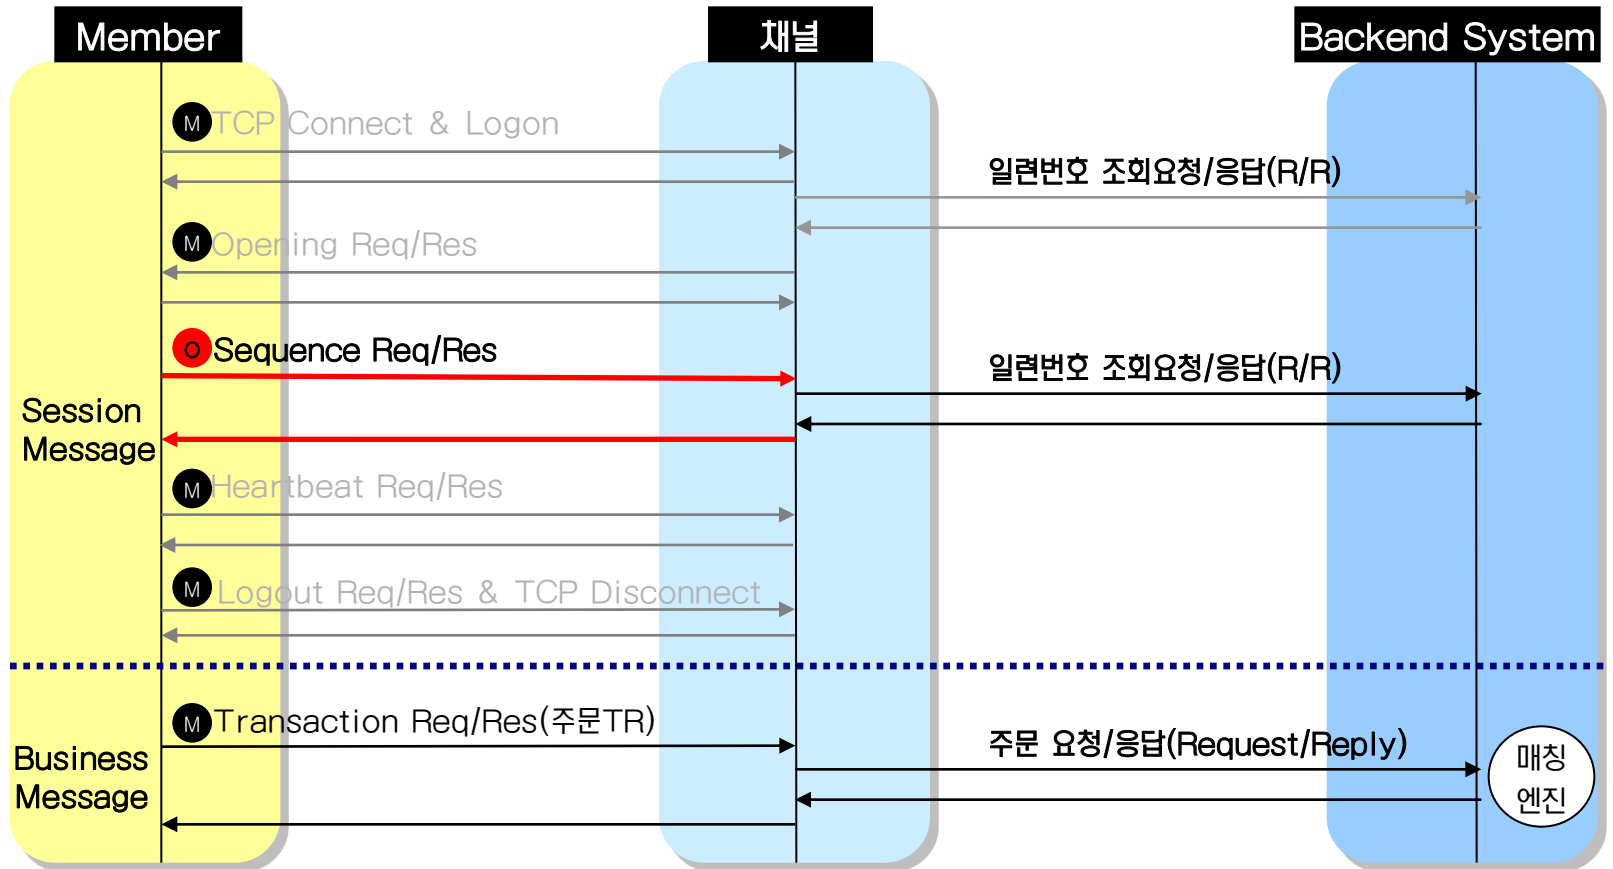 Member
채널
Backend System
M TCP Connect & Logon
일련번호 조회요청/응답(R/R)
M Opening Req/Res
O Sequence Req/Res
일련번호 조회요청/응답(R/R)
Session
Message
M Heartbeat Req/Res
M Logout Req/Res & TCP Disconnect
M Transaction Req/Res(주문TR)
주문 요청/응답(Request/Reply)
Business
Message
매칭
엔진